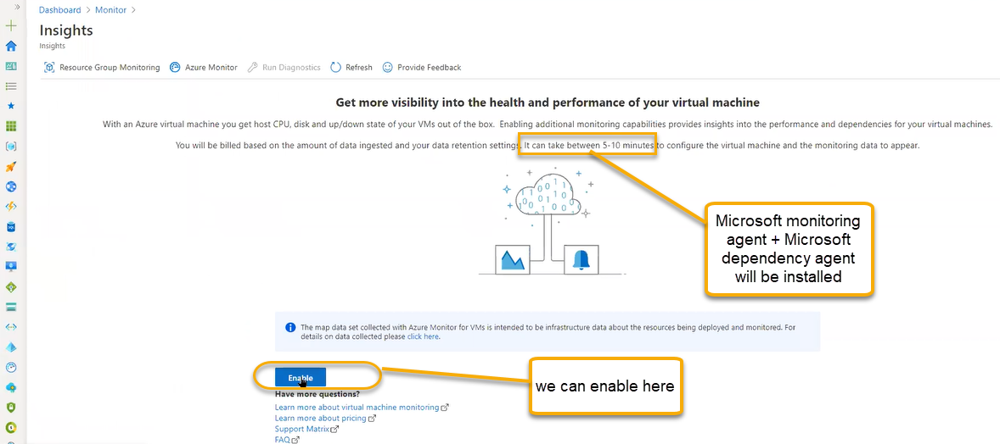 Dashboard > Monitor >
Insights
Insights
Resource Group Monitoring Azure Monitor Run Diagnostics Refresh Provide Feedback
Get more visibility into the health and performance of your virtual machine
With an Azure virtual machine you get host CPU, disk and up/down state of your VMs out of the box. Enabling additional monitoring capabilities provides insights into the performance and dependencies for your virtual machines.
You will be billed based on the amount of data ingested and your data retention settings. It can take between 5-10 minutes to configure the virtual machine and the monitoring data to appear.
Microsoft monitoring
agent + Microsoft
dependency agent
will be installed
The map data set collected with Azure Monitor for VMs is intended to be infrastructure data about the resources being deployed and monitored. For
details on data collected please click here.
Enable
we can enable here
Have more questions?
Learn more about virtual machine monitoring
Learn more about pricing
Support Matrix
FAQ